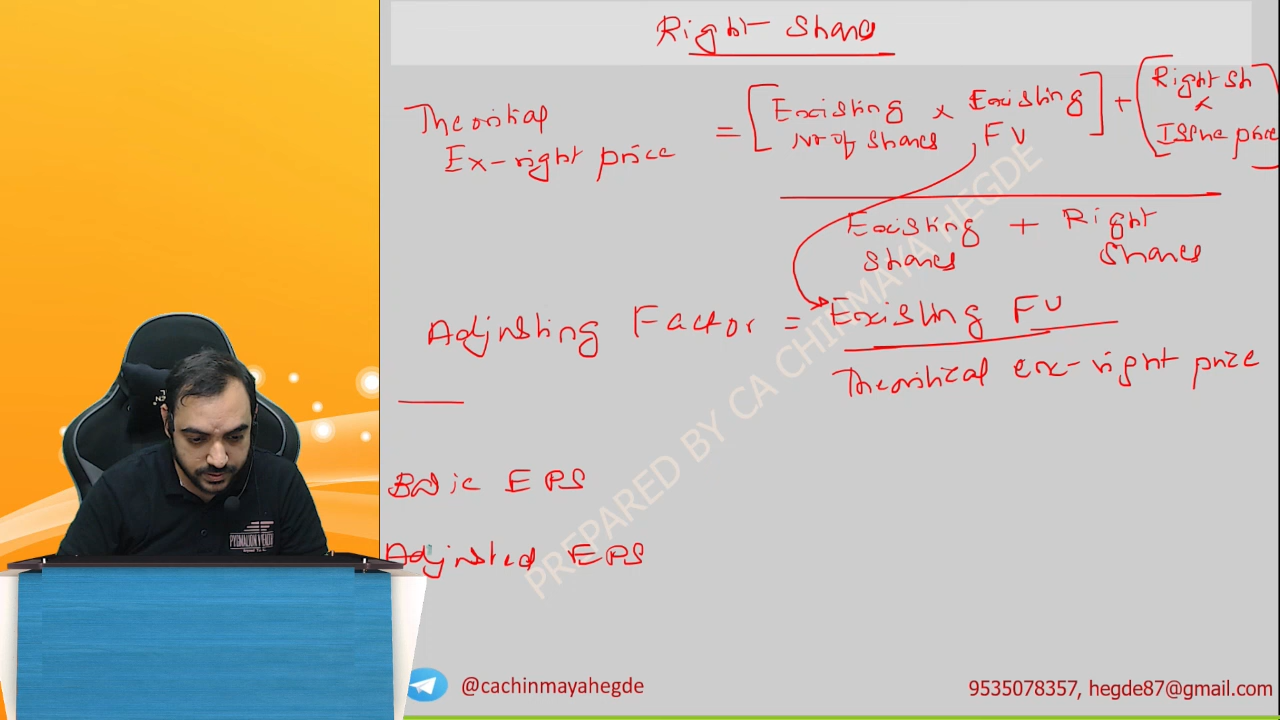 Right Share
Theoritial
Ex-right price
= [Existing Nr of shares x Existing FV] + [Right Sh x ISSue price]
Existing shares + Right Shares
Adjusting Factor = Existing FV
Theoritical ex-right price
Basic EPS
Adjusted EPS
PREPARED BY CA CHINMAYA HEGDE
@cachinmayahegde
9535078357, hegde87@gmail.com